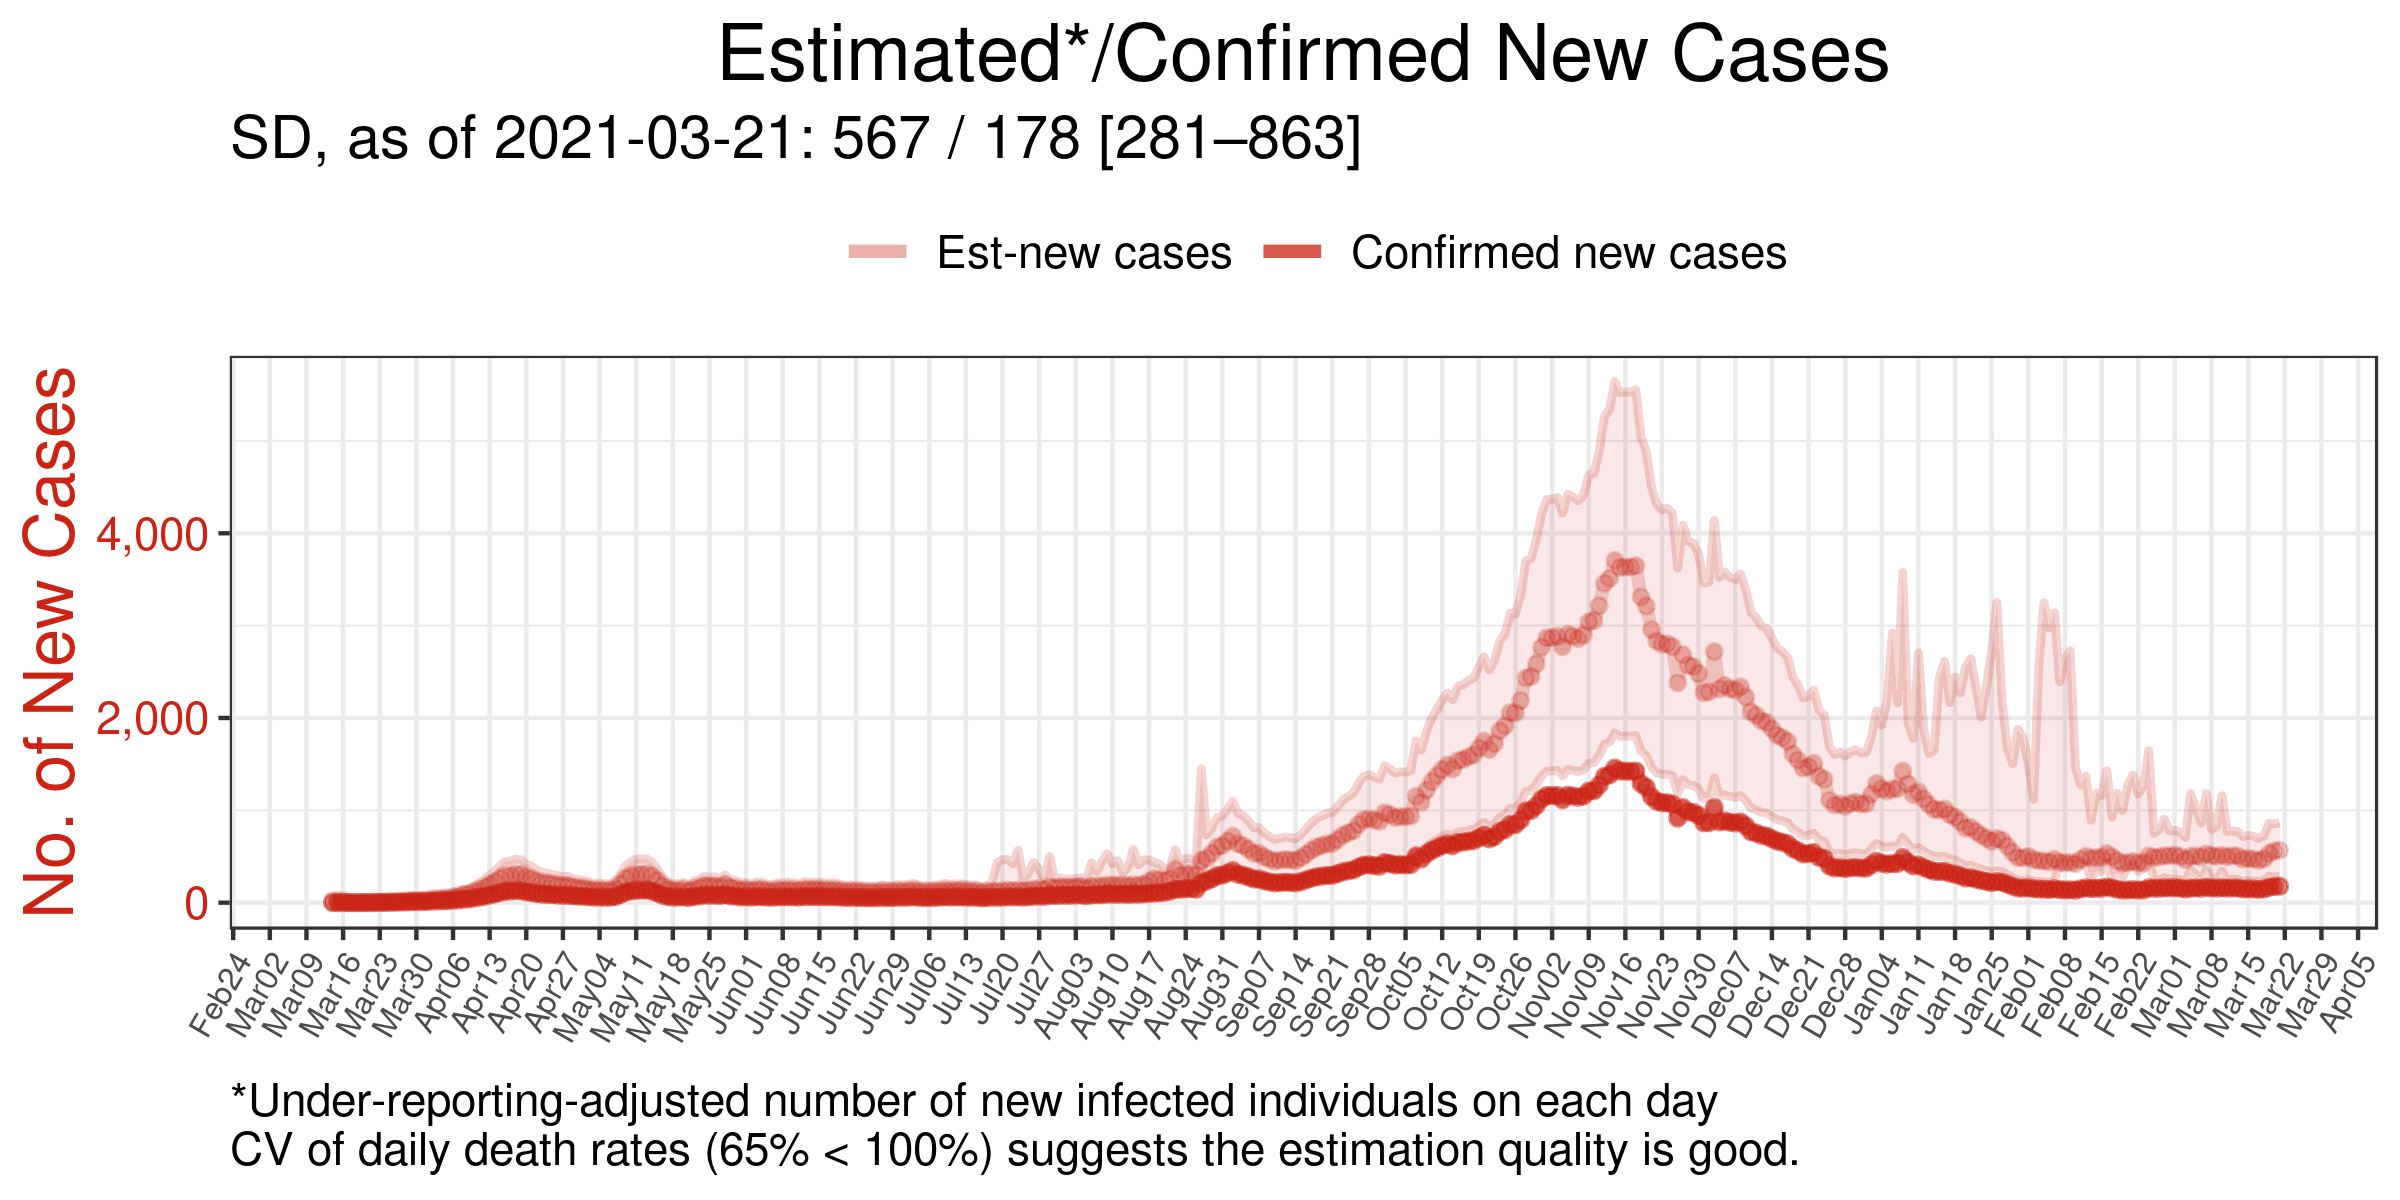 Estimated*/Confirmed New Cases
SD, as of 2021-03-21: 567 / 178 [281–863]
Est-new cases Confirmed new cases
No. of New Cases
4,000
2,000
0
Feb24 Mar02 Mar09 Mar16 Mar23 Mar30 Apr06 Apr13 Apr20 Apr27 May04 May11 May18 May25 Jun01 Jun08 Jun15 Jun22 Jun29 Jul06 Jul13 Jul20 Jul27 Aug03 Aug10 Aug17 Aug24 Aug31 Sep07 Sep14 Sep21 Sep28 Oct05 Oct12 Oct19 Oct26 Nov02 Nov09 Nov16 Nov23 Nov30 Dec07 Dec14 Dec21 Dec28 Jan04 Jan11 Jan18 Jan25 Feb01 Feb08 Feb15 Feb22 Mar01 Mar08 Mar15 Mar22 Mar29 Apr05
*Under-reporting-adjusted number of new infected individuals on each day
CV of daily death rates (65% < 100%) suggests the estimation quality is good.